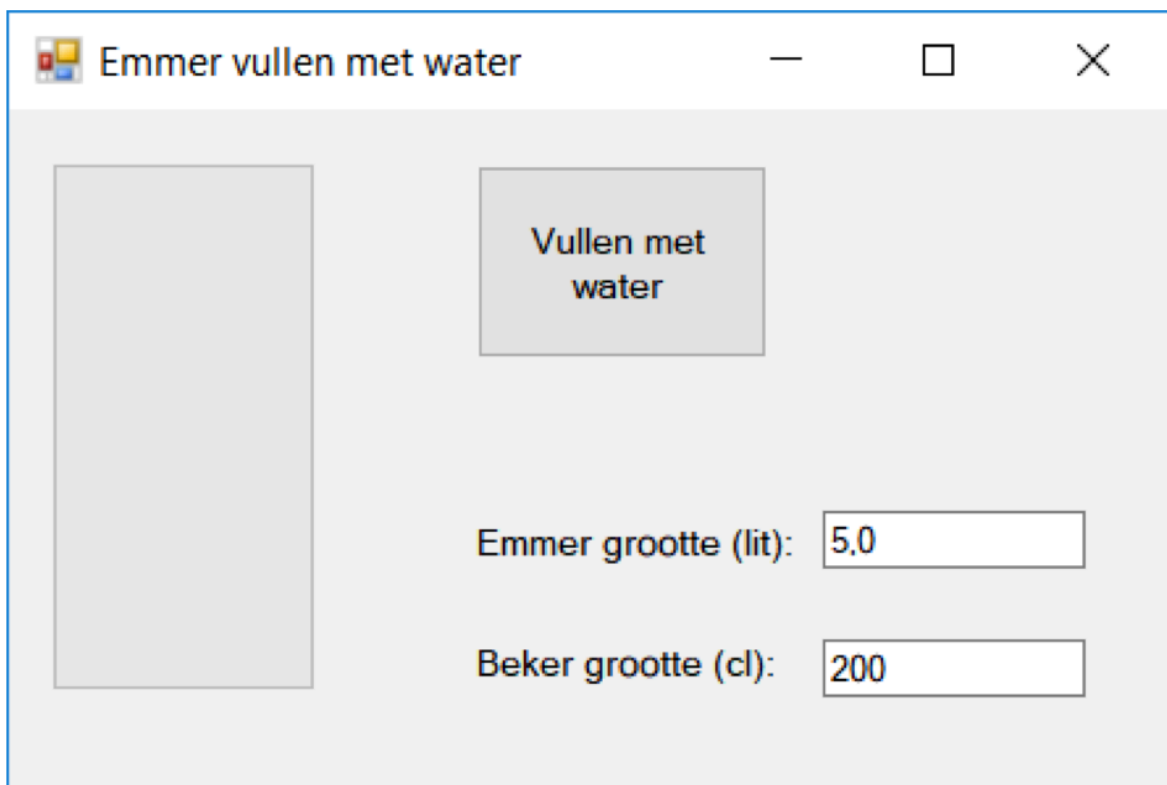 Emmer vullen met water
Vullen met
water
Emmer grootte (lit): 5,0
Beker grootte (cl): 200